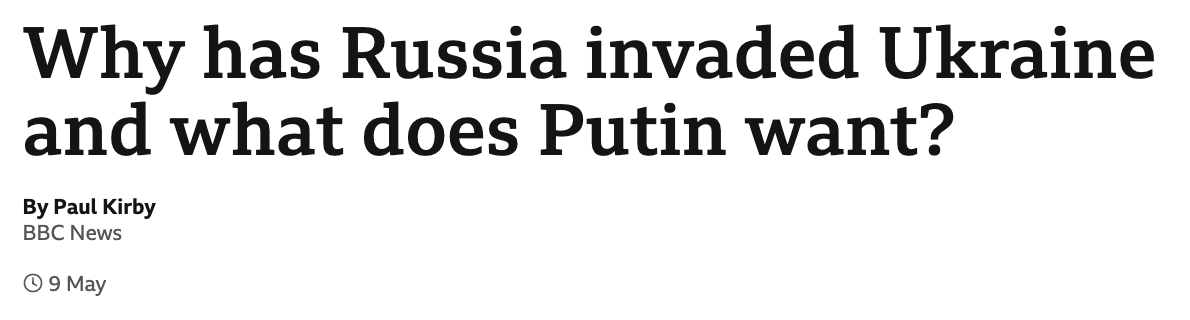 Why has Russia invaded Ukraine
and what does Putin want?
By Paul Kirby
BBC News
9 May